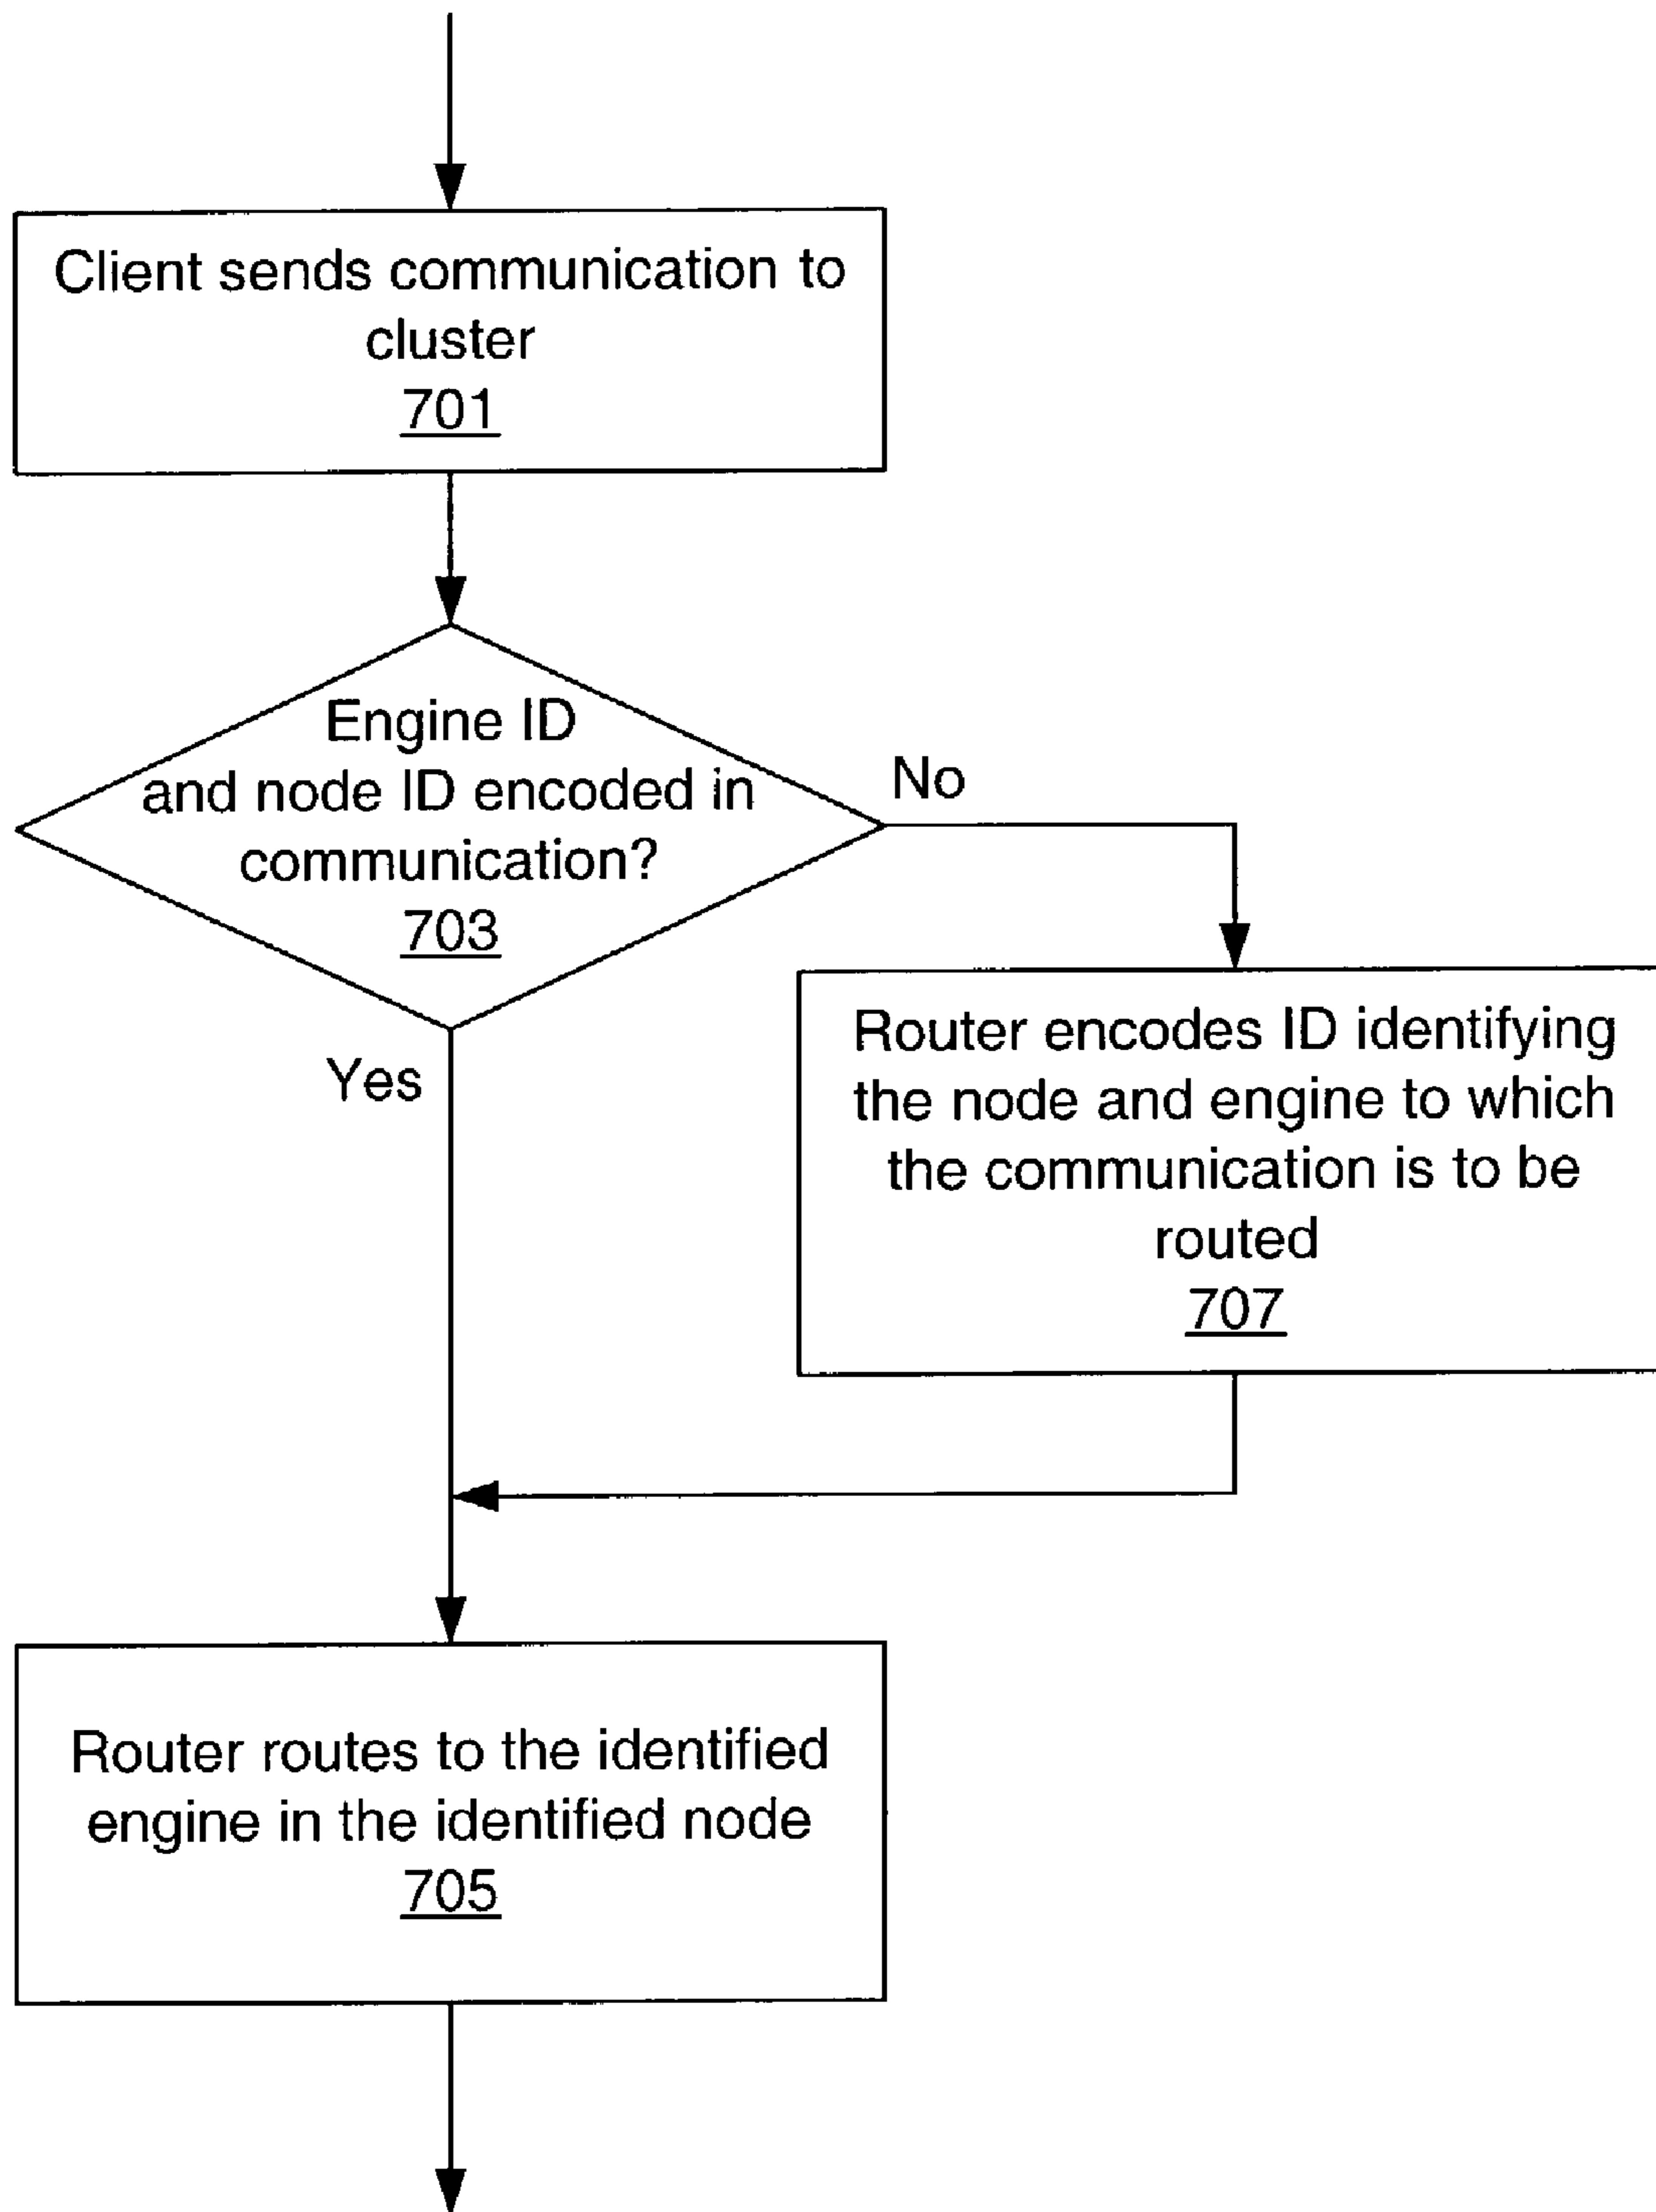 Client sends communication to
cluster
701
Engine ID
and node ID encoded in
communication?
703
No
Yes
Router encodes ID identifying
the node and engine to which
the communication is to be
routed
707
Router routes to the identified
engine in the identified node
705